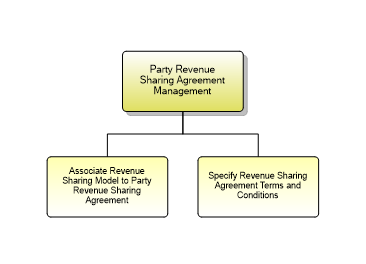 Party Revenue
Sharing Agreement
Management
Associate Revenue
Sharing Model to Party
Revenue Sharing
Agreement
Specify Revenue Sharing
Agreement Terms and
Conditions